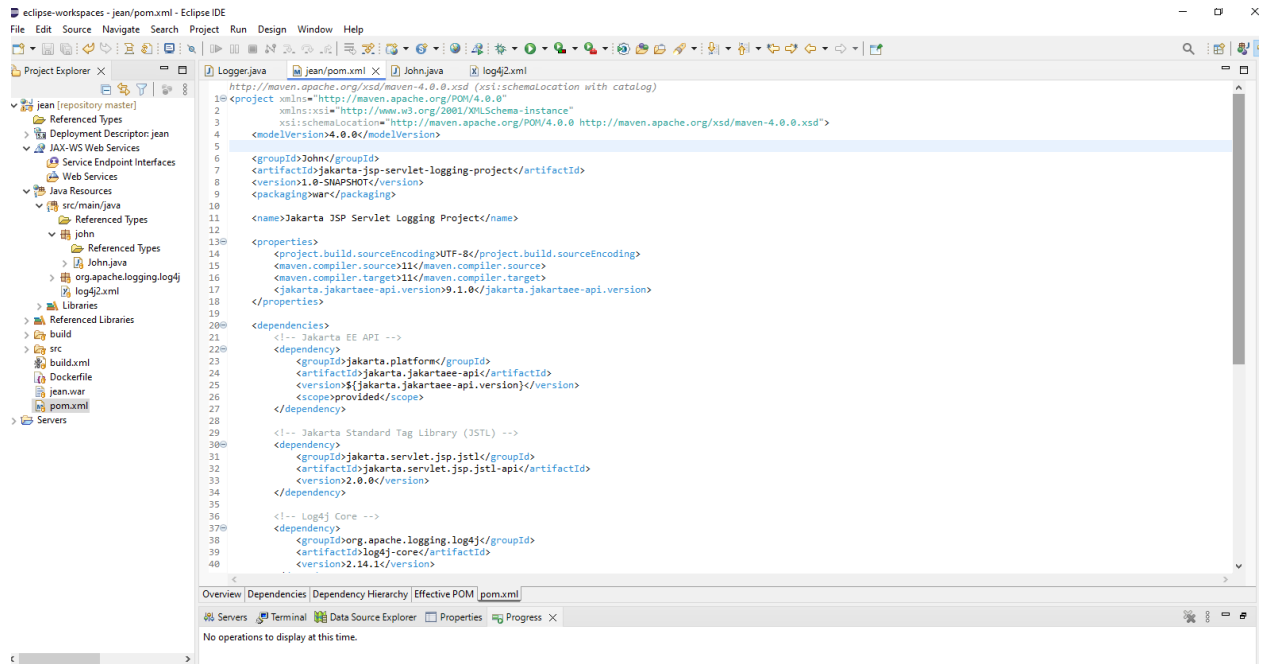 eclipse-workspaces - jean/pom.xml - Eclipse IDE
File Edit Source Navigate Search Project Run Design Window Help
Project Explorer
jean [repository master]
Referenced Types
Deployment Descriptor: jean
JAX-WS Web Services
Service Endpoint Interfaces
Web Services
Java Resources
src/main/java
Referenced Types
john
Referenced Types
John.java
org.apache.logging.log4j
log4j2.xml
Libraries
Referenced Libraries
build
src
build.xml
Dockerfile
jean.war
pom.xml
Servers
Logger.java jean/pom.xml John.java log4j2.xml
http://maven.apache.org/xsd/maven-4.0.0.xsd (xsi:schemaLocation with catalog)
1 <project xmlns="http://maven.apache.org/POM/4.0.0"
2 xmlns:xsi="http://www.w3.org/2001/XMLSchema-instance"
3 xsi:schemaLocation="http://maven.apache.org/POM/4.0.0 http://maven.apache.org/xsd/maven-4.0.0.xsd">
4 <modelVersion>4.0.0</modelVersion>
5
6 <groupId>John</groupId>
7 <artifactId>jakarta-jsp-servlet-logging-project</artifactId>
8 <version>1.0-SNAPSHOT</version>
9 <packaging>war</packaging>
10
11 <name>Jakarta JSP Servlet Logging Project</name>
12
13 <properties>
14 <project.build.sourceEncoding>UTF-8</project.build.sourceEncoding>
15 <maven.compiler.source>11</maven.compiler.source>
16 <maven.compiler.target>11</maven.compiler.target>
17 <jakarta.jakartaee-api.version>9.1.0</jakarta.jakartaee-api.version>
18 </properties>
19
20 <dependencies>
21 <!-- Jakarta EE API -->
22 <dependency>
23 <groupId>jakarta.platform</groupId>
24 <artifactId>jakarta.jakartaee-api</artifactId>
25 <version>${jakarta.jakartaee-api.version}</version>
26 <scope>provided</scope>
27 </dependency>
28
29 <!-- Jakarta Standard Tag Library (JSTL) -->
30 <dependency>
31 <groupId>jakarta.servlet.jsp.jstl</groupId>
32 <artifactId>jakarta.servlet.jsp.jstl-api</artifactId>
33 <version>2.0.0</version>
34 </dependency>
35
36 <!-- Log4j Core -->
37 <dependency>
38 <groupId>org.apache.logging.log4j</groupId>
39 <artifactId>log4j-core</artifactId>
40 <version>2.14.1</version>
Overview Dependencies Dependency Hierarchy Effective POM pom.xml
Servers Terminal Data Source Explorer Properties Progress
No operations to display at this time.